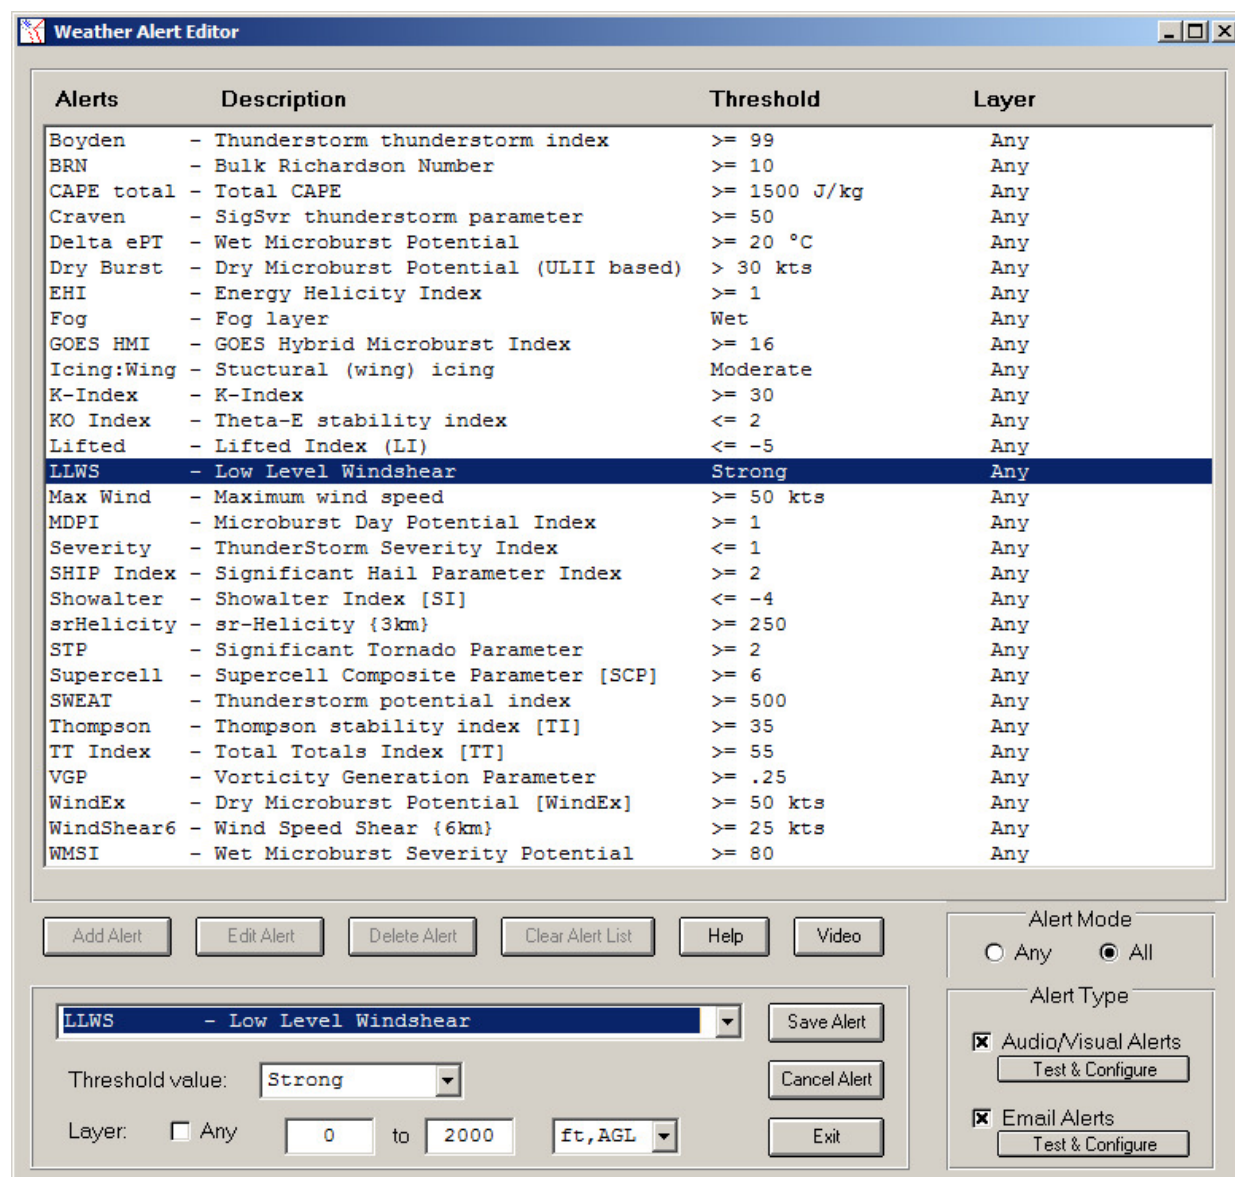 Weather Alert Editor
Alerts Description Threshold Layer
Boyden - Thunderstorm thunderstorm index >= 99 Any
BRN - Bulk Richardson Number >= 10 Any
CAPE total - Total CAPE >= 1500 J/kg Any
Craven - SigSvr thunderstorm parameter >= 50 Any
Delta ePT - Wet Microburst Potential >= 20 °C Any
Dry Burst - Dry Microburst Potential (ULII based) > 30 kts Any
EHI - Energy Helicity Index >= 1 Any
Fog - Fog layer Wet Any
GOES HMI - GOES Hybrid Microburst Index >= 16 Any
Icing:Wing - Stuctural (wing) icing Moderate Any
K-Index - K-Index >= 30 Any
KO Index - Theta-E stability index <= 2 Any
Lifted - Lifted Index (LI) <= -5 Any
LLWS - Low Level Windshear Strong Any
Max Wind - Maximum wind speed >= 50 kts Any
MDPI - Microburst Day Potential Index >= 1 Any
Severity - ThunderStorm Severity Index <= 1 Any
SHIP Index - Significant Hail Parameter Index >= 2 Any
Showalter - Showalter Index [SI] <= -4 Any
srHelicity - sr-Helicity {3km} >= 250 Any
STP - Significant Tornado Parameter >= 2 Any
Supercell - Supercell Composite Parameter [SCP] >= 6 Any
SWEAT - Thunderstorm potential index >= 500 Any
Thompson - Thompson stability index [TI] >= 35 Any
TT Index - Total Totals Index [TT] >= 55 Any
VGP - Vorticity Generation Parameter >= .25 Any
WindEx - Dry Microburst Potential [WindEx] >= 50 kts Any
WindShear6 - Wind Speed Shear {6km} >= 25 kts Any
WMSI - Wet Microburst Severity Potential >= 80 Any
Add Alert Edit Alert Delete Alert Clear Alert List Help Video
Alert Mode
Any All
LLWS - Low Level Windshear Save Alert
Threshold value: Strong Cancel Alert
Layer: Any 0 to 2000 ft,AGL Exit
Alert Type
Audio/Visual Alerts
Test & Configure
Email Alerts
Test & Configure